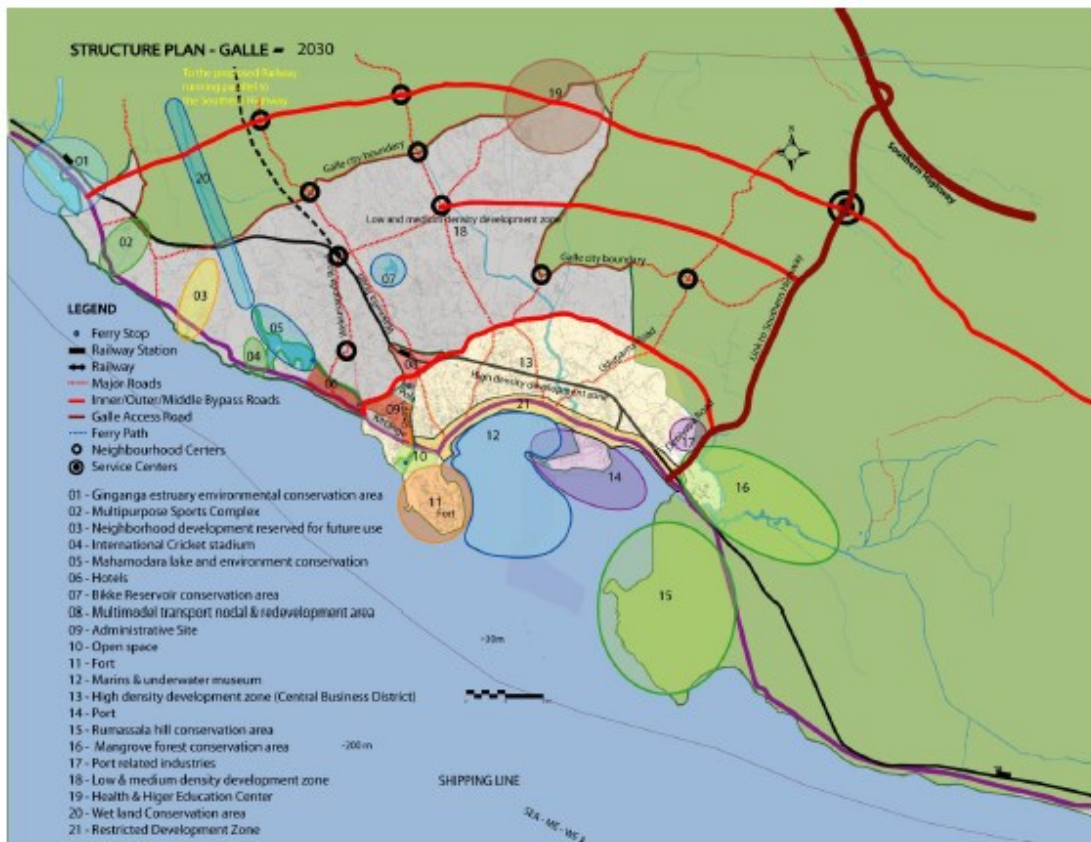 STRUCTURE PLAN - GALLE - 2030
To the proposed Railway
running parallel to
the Southern Highway
19
01
20
Galle city boundary
Southern Highway
Low and medium density development zone
18
02
Galle city boundary
07
03
Link to Southern Highway
LEGEND
Ferry Stop
Railway Station
Railway
Major Roads
Inner/Outer/Middle Bypass Roads
Galle Access Road
Ferry Path
Neighbourhood Centers
Service Centers
05
04
06
08
13
High density development zone
09
21
12
10
17
14
16
11
Fort
15
01 - Ginganga estuary environmental conservation area
02 - Multipurpose Sports Complex
03 - Neighborhood development reserved for future use
04 - International Cricket stadium
05 - Mahamodara lake and environment conservation
06 - Hotels
07 - Bikke Reservoir conservation area
08 - Multimodel transport nodal & redevelopment area
09 - Administrative Site
10 - Open space
11 - Fort
12 - Marins & underwater museum
13 - High density development zone (Central Business District)
14 - Port
15 - Rumassala hill conservation area
16 - Mangrove forest conservation area
17 - Port related industries
18 - Low & medium density development zone
19 - Health & Higer Education Center
20 - Wet land Conservation area
21 - Restricted Development Zone
-30m
-200 m
SHIPPING LINE
SEA - ME - WE